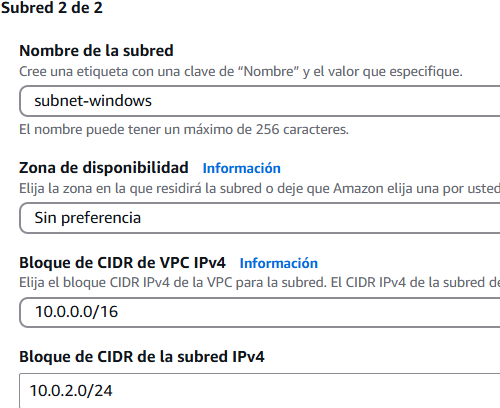 Subred 2 de 2
Nombre de la subred
Cree una etiqueta con una clave de “Nombre” y el valor que especifique.
subnet-windows
El nombre puede tener un máximo de 256 caracteres.
Zona de disponibilidad Información
Elija la zona en la que residirá la subred o deje que Amazon elija una por usted
Sin preferencia
Bloque de CIDR de VPC IPv4 Información
Elija el bloque CIDR IPv4 de la VPC para la subred. El CIDR IPv4 de la subred de
10.0.0.0/16
Bloque de CIDR de la subred IPv4
10.0.2.0/24